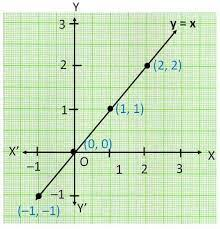 Y
3
y = x
2
(2, 2)
1
(1, 1)
(0, 0)
X′
O
X
−1
1
2
3
−1
(−1, −1)
Y′